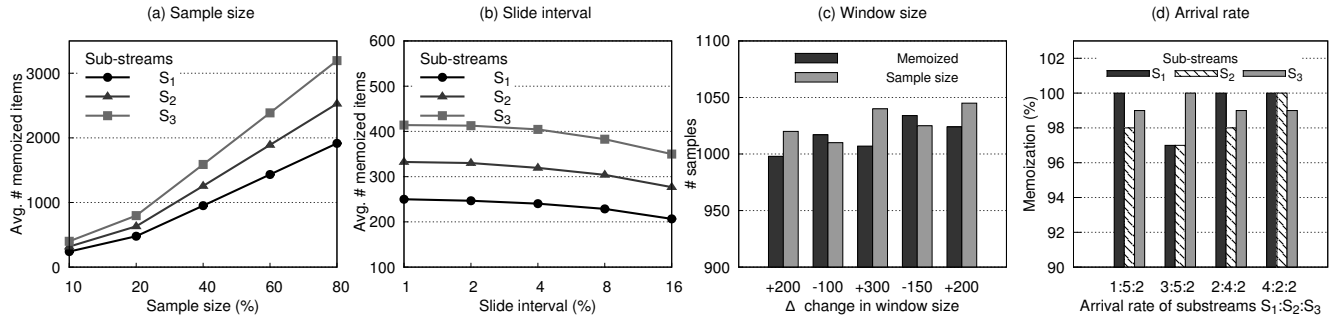 (a) Sample size
Avg. # memoized items
3000
2000
1000
0
Sub-streams
S1
S2
S3
10 20 40 60 80
Sample size (%)
(b) Slide interval
Avg. # memoized items
600
500
400
300
200
100
Sub-streams
S1
S2
S3
1 2 4 8 16
Slide interval (%)
(c) Window size
# samples
1100
1050
1000
950
900
Memoized
Sample size
+200 -100 +300 -150 +200
Δ change in window size
(d) Arrival rate
Memoization (%)
102
100
98
96
94
92
90
Sub-streams
S1 S2 S3
1:5:2 3:5:2 2:4:2 4:2:2
Arrival rate of substreams S1:S2:S3